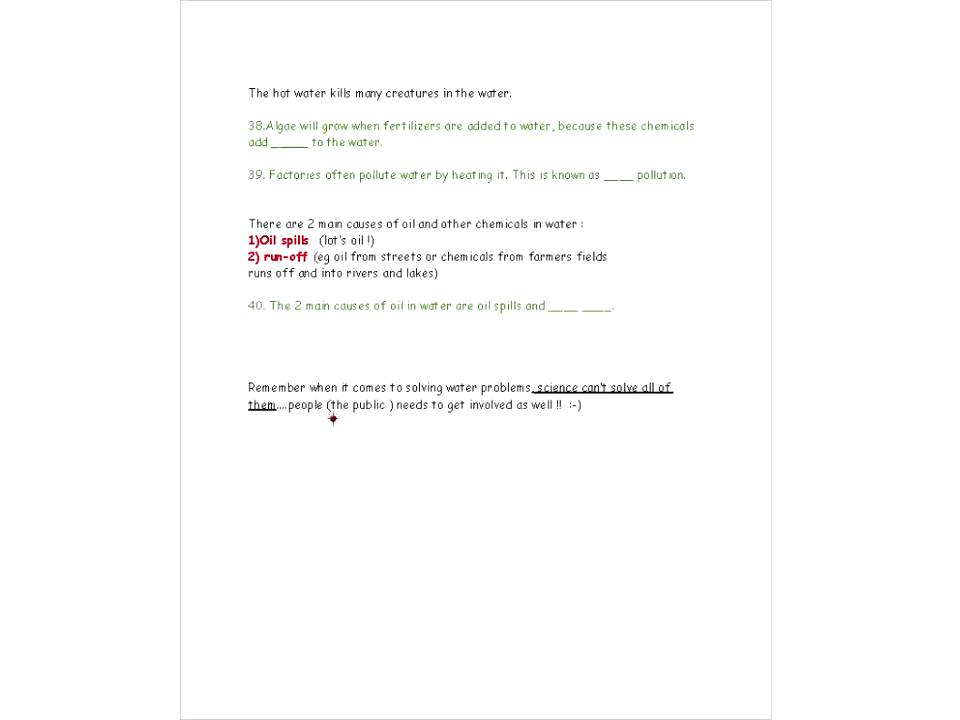 The hot water kills many creatures in the water.
38.Algae will grow when fertilizers are added to water, because these chemicals
add _____ to the water.
39. Factories often pollute water by heating it. This is known as ____ pollution.
There are 2 main causes of oil and other chemicals in water :
1)Oil spills (lot's oil !)
2) run-off (eg oil from streets or chemicals from farmers fields
runs off and into rivers and lakes)
40. The 2 main causes of oil in water are oil spills and ____ ____.
Remember when it comes to solving water problems, science can't solve all of
them....people (the public ) needs to get involved as well !! :-)